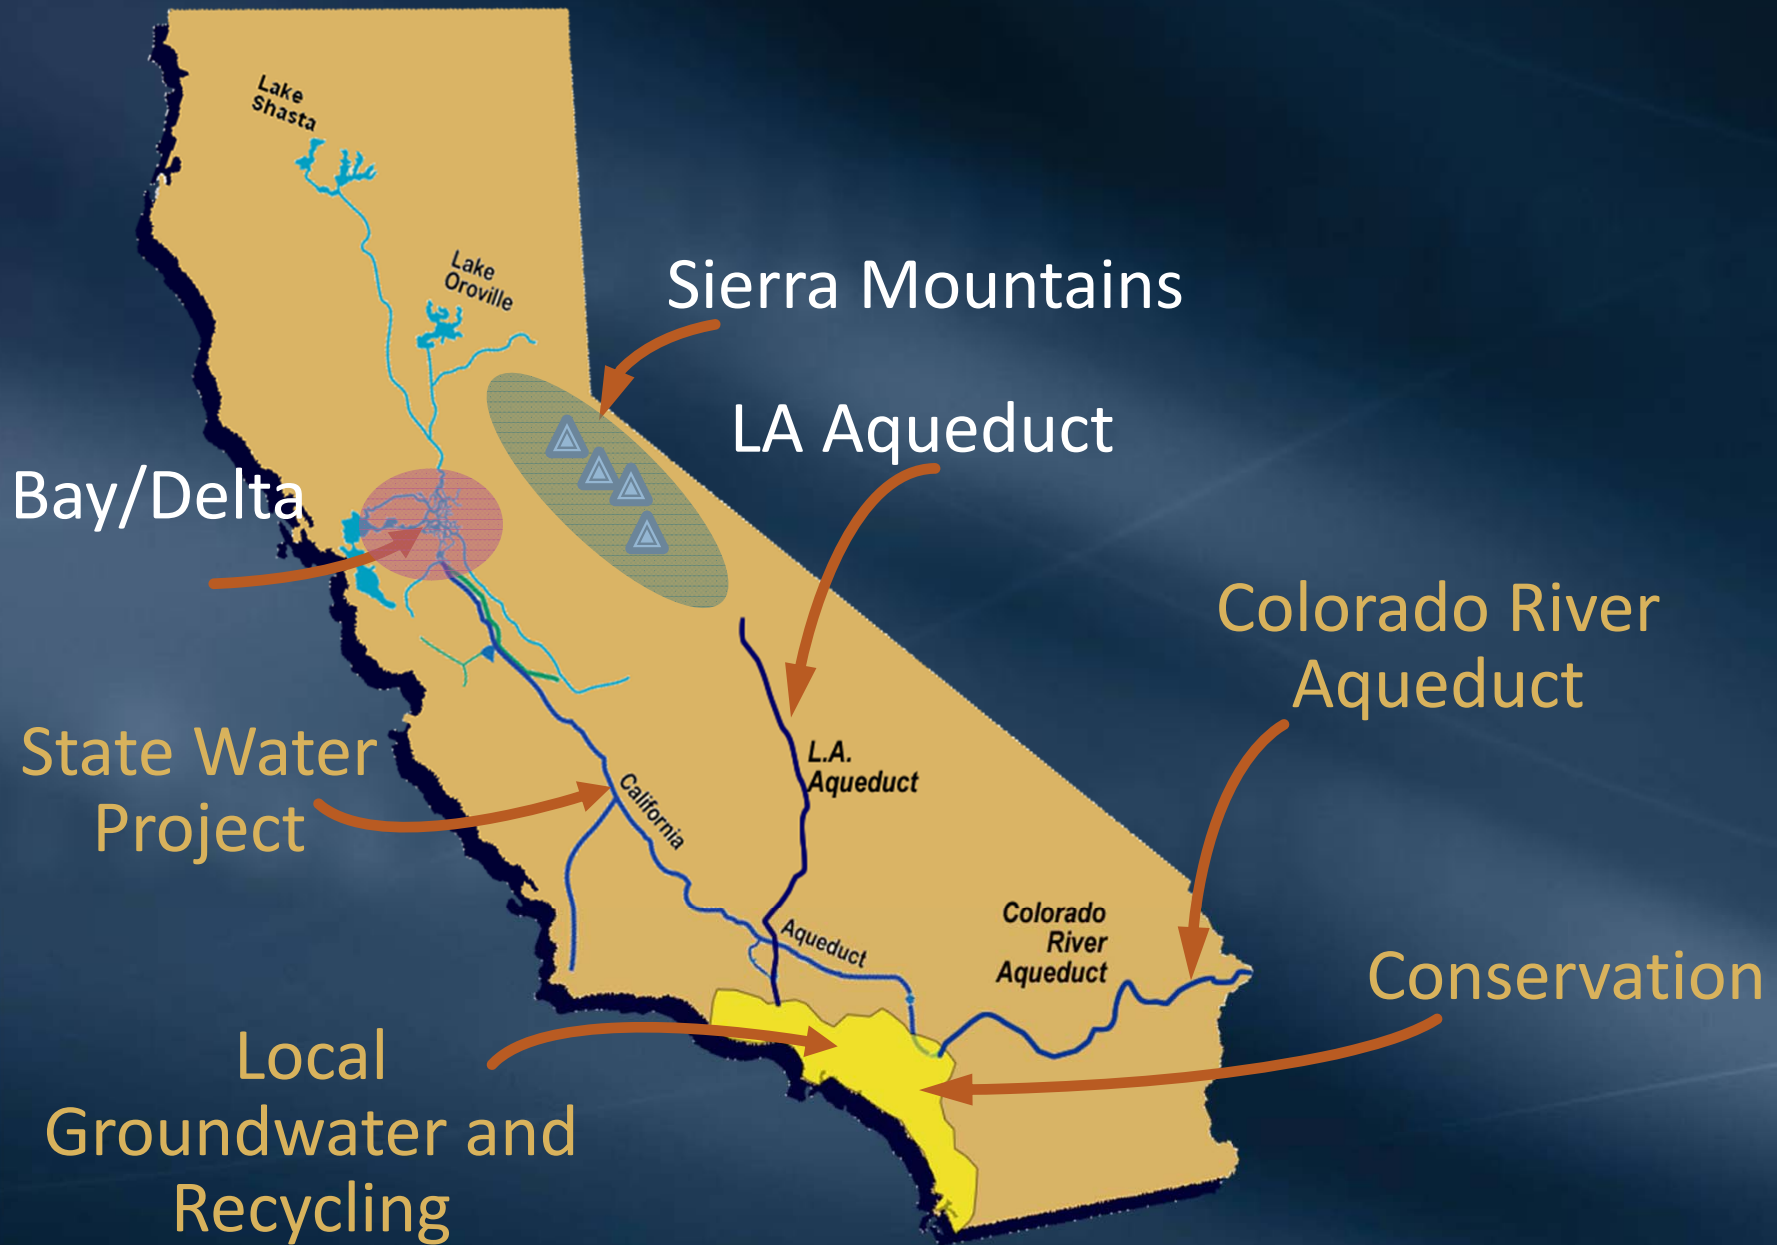 Lake
Shasta
Lake
Oroville
Sierra Mountains
LA Aqueduct
Bay/Delta
Colorado River
Aqueduct
State Water
Project
L.A.
Aqueduct
California
Aqueduct
Colorado
River
Aqueduct
Conservation
Local
Groundwater and
Recycling